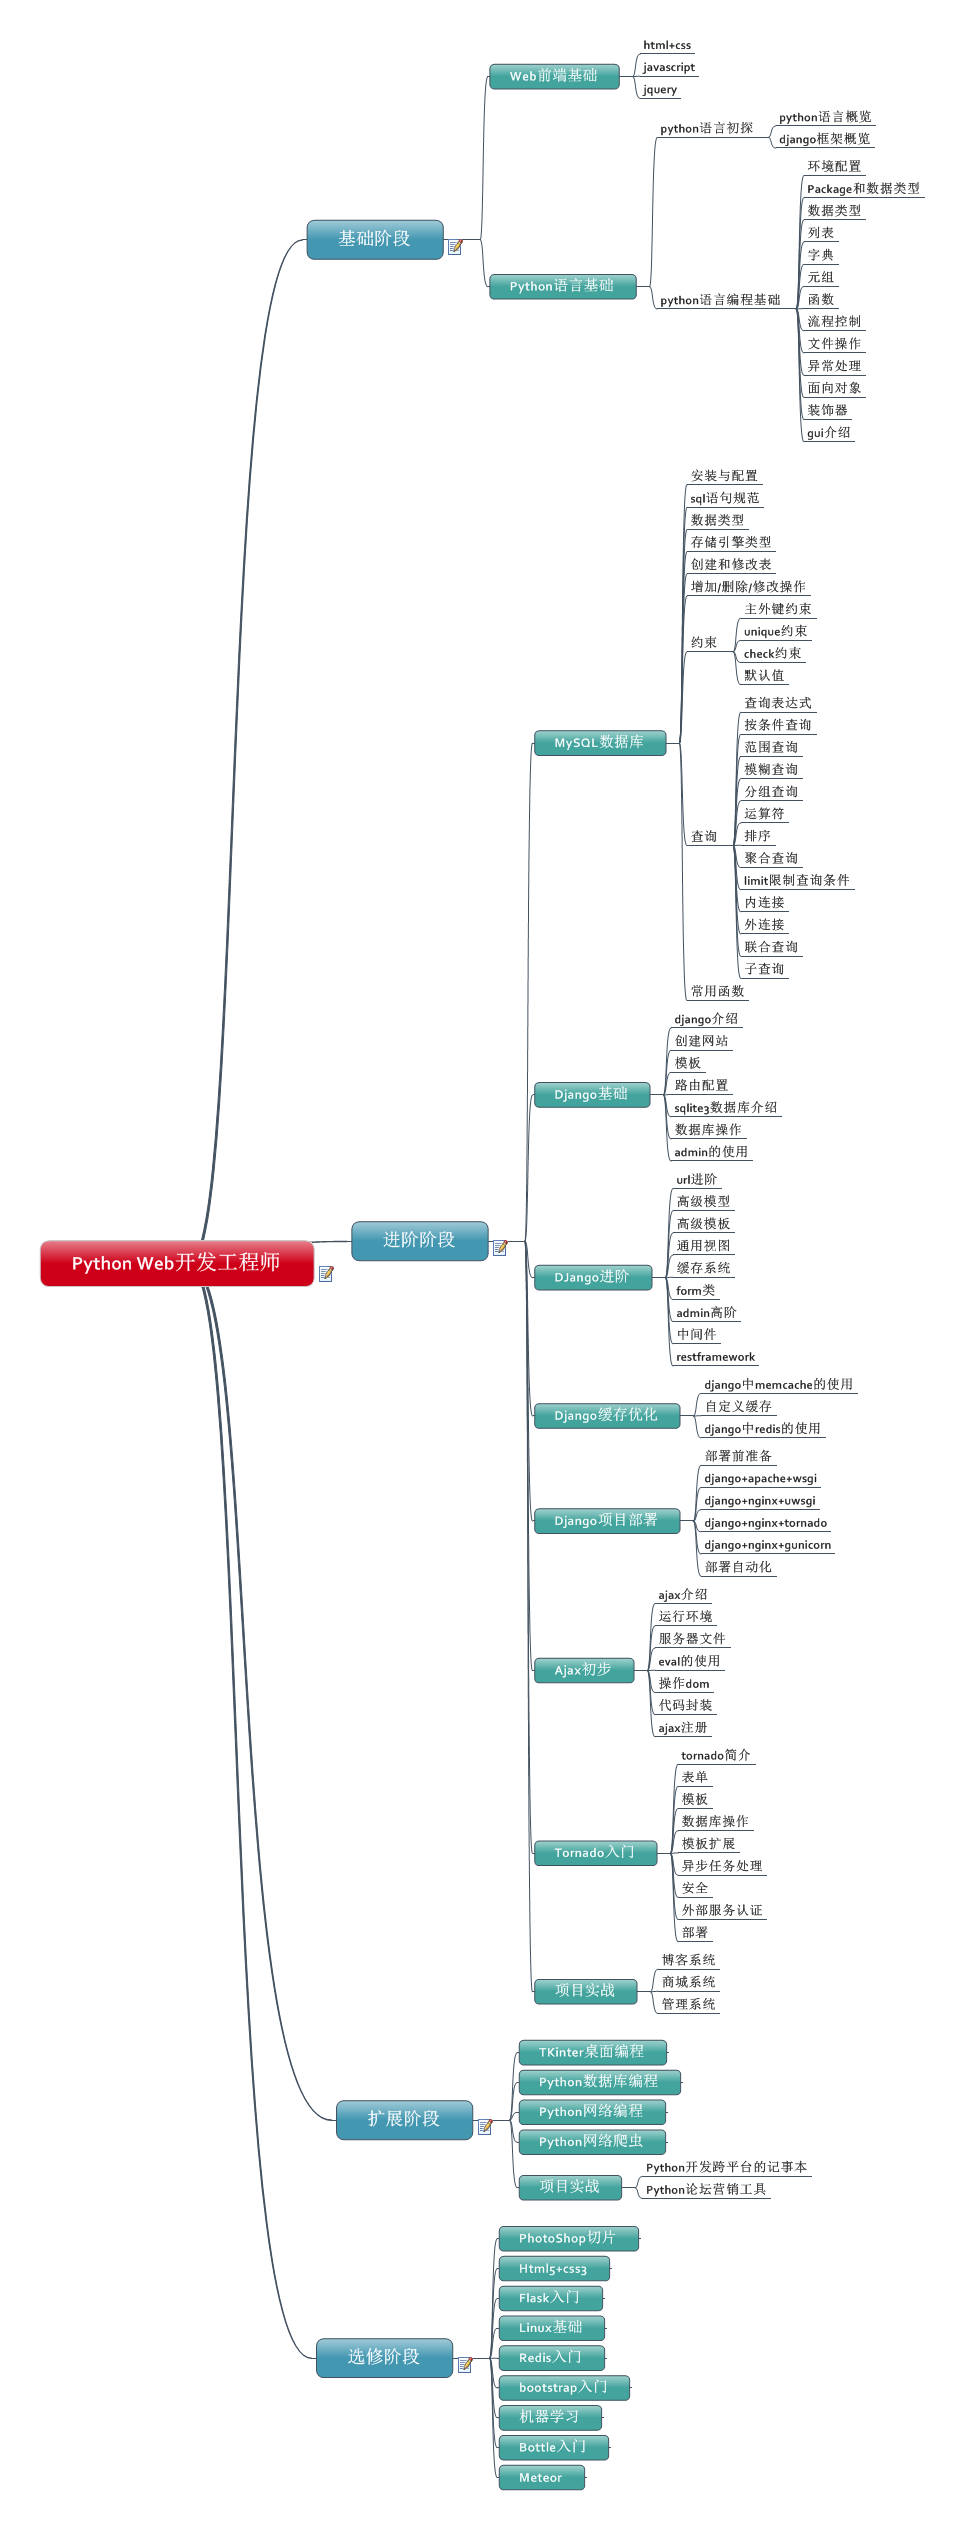 Python Web开发工程师
基础阶段
Web前端基础
html+css
javascript
jquery
Python语言基础
python语言初探
python语言概览
django框架概览
python语言编程基础
环境配置
Package和数据类型
数据类型
列表
字典
元组
函数
流程控制
文件操作
异常处理
面向对象
装饰器
gui介绍
进阶阶段
MySQL数据库
安装与配置
sql语句规范
数据类型
存储引擎类型
创建和修改表
增加/删除/修改操作
约束
主外键约束
unique约束
check约束
默认值
查询
查询表达式
按条件查询
范围查询
模糊查询
分组查询
运算符
排序
聚合查询
limit限制查询条件
内连接
外连接
联合查询
子查询
常用函数
Django基础
django介绍
创建网站
模板
路由配置
sqlite3数据库介绍
数据库操作
admin的使用
DJango进阶
url进阶
高级模型
高级模板
通用视图
缓存系统
form类
admin高阶
中间件
restframework
Django缓存优化
django中memcache的使用
自定义缓存
django中redis的使用
Django项目部署
部署前准备
django+apache+wsgi
django+nginx+uwsgi
django+nginx+tornado
django+nginx+gunicorn
部署自动化
Ajax初步
ajax介绍
运行环境
服务器文件
eval的使用
操作dom
代码封装
ajax注册
Tornado入门
tornado简介
表单
模板
数据库操作
模板扩展
异步任务处理
安全
外部服务认证
部署
项目实战
博客系统
商城系统
管理系统
扩展阶段
TKinter桌面编程
Python数据库编程
Python网络编程
Python网络爬虫
项目实战
Python开发跨平台的记事本
Python论坛营销工具
选修阶段
PhotoShop切片
Html5+css3
Flask入门
Linux基础
Redis入门
bootstrap入门
机器学习
Bottle入门
Meteor